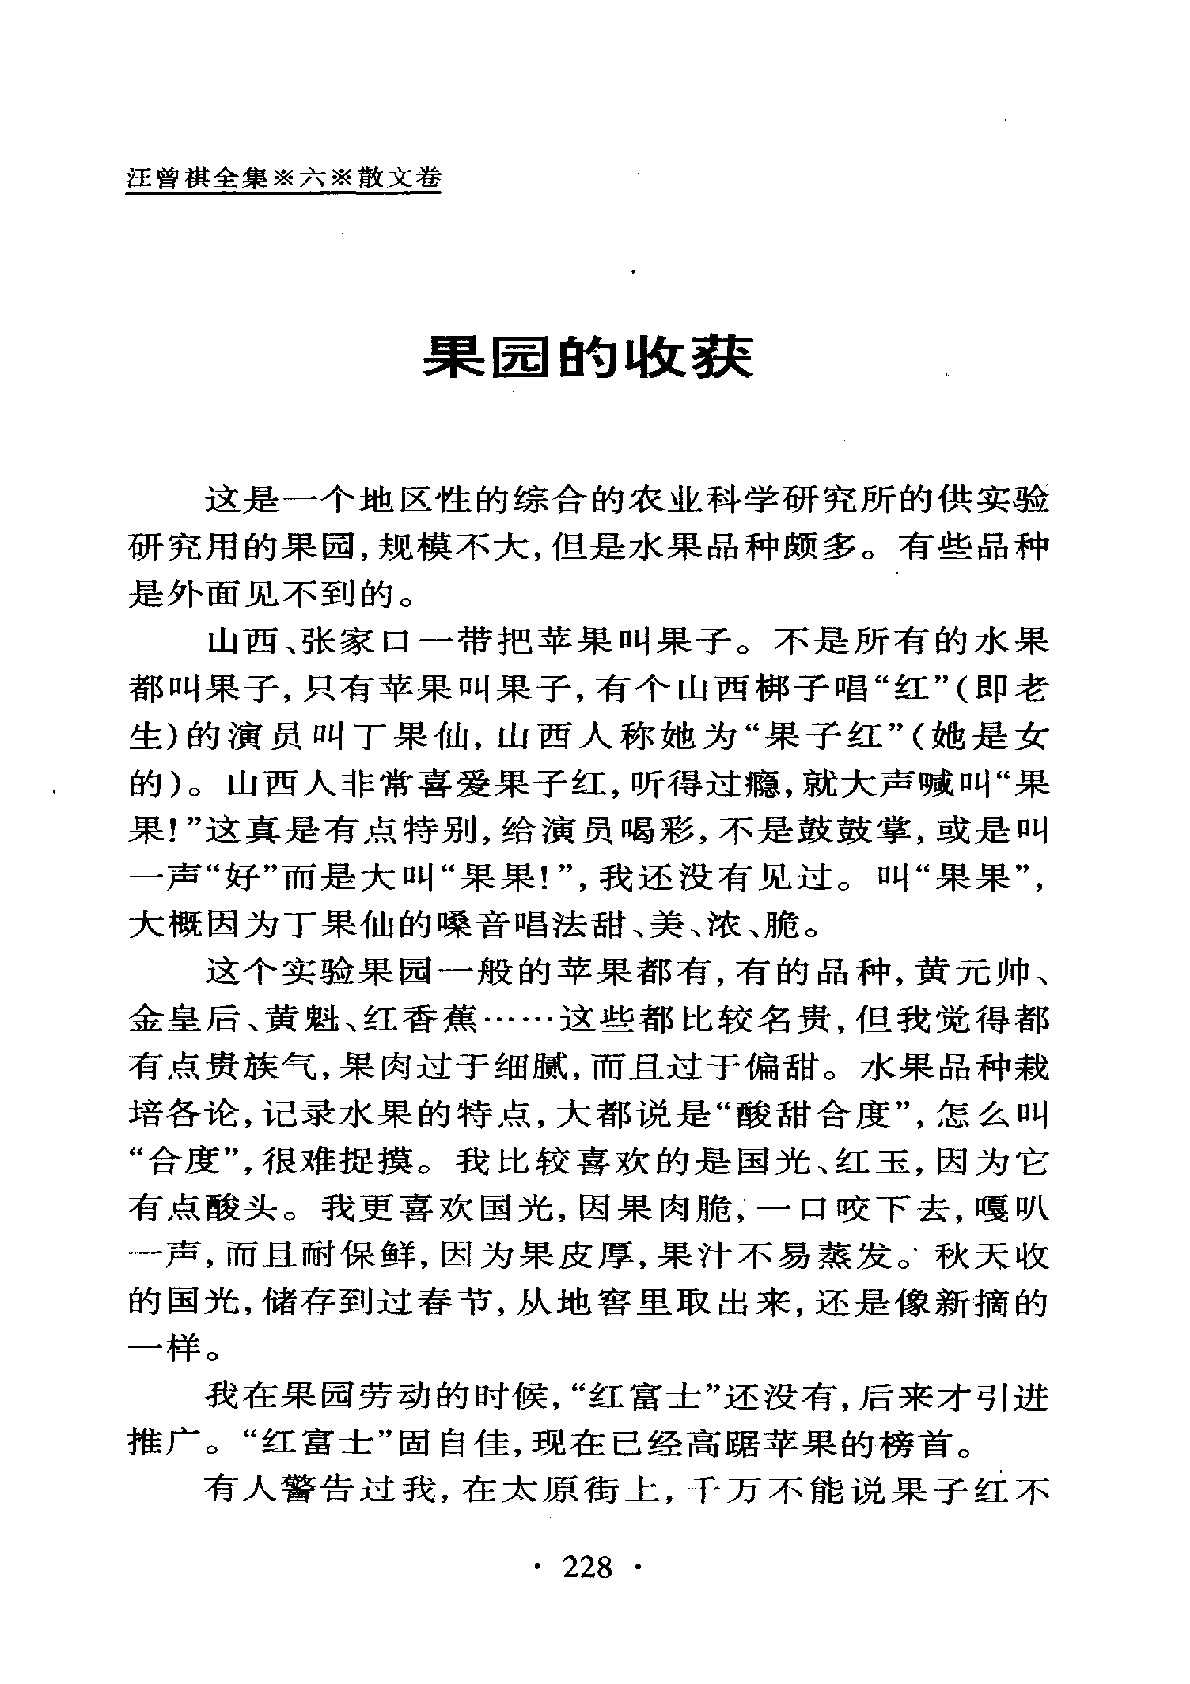 汪曾祺全集※六※散文卷
果园的收获
这是一个地区性的综合的农业科学研究所的供实验
研究用的果园,规模不大,但是水果品种颇多。有些品种
是外面见不到的。
山西、张家口一带把苹果叫果子。不是所有的水果
都叫果子,只有苹果叫果子,有个山西梆子唱“红”(即老
生)的演员叫丁果仙,山西人称她为“果子红”(她是女
的)。山西人非常喜爱果子红,听得过瘾,就大声喊叫“果
果!”这真是有点特别,给演员喝彩,不是鼓鼓掌,或是叫
一声“好”而是大叫“果果!”,我还没有见过。叫“果果”,
大概因为丁果仙的嗓音唱法甜、美、浓、脆。
这个实验果园一般的苹果都有,有的品种,黄元帅、
金皇后、黄魁、红香蕉……这些都比较名贵,但我觉得都
有点贵族气,果肉过于细腻,而且过于偏甜。水果品种栽
培各论,记录水果的特点,大都说是“酸甜合度”,怎么叫
“合度”,很难捉摸。我比较喜欢的是国光、红玉,因为它
有点酸头。我更喜欢国光,因果肉脆,一口咬下去,嘎叭
一声,而且耐保鲜,因为果皮厚,果汁不易蒸发。秋天收
的国光,储存到过春节,从地窖里取出来,还是像新摘的
一样。
我在果园劳动的时候,“红富士”还没有,后来才引进
推广。“红富士”固自佳,现在已经高踞苹果的榜首。
有人警告过我,在太原街上,千万不能说果子红不
· 228 ·